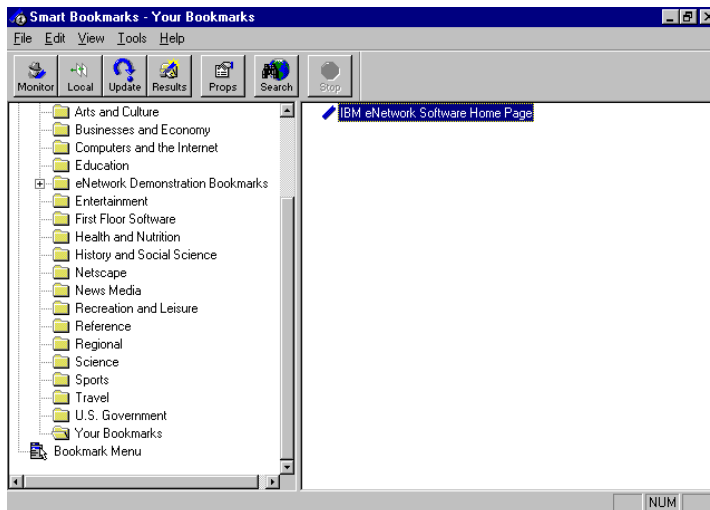 Smart Bookmarks - Your Bookmarks
File Edit View Tools Help
Monitor Local Update Results Props Search Stop
Arts and Culture
Businesses and Economy
Computers and the Internet
Education
eNetwork Demonstration Bookmarks
Entertainment
First Floor Software
Health and Nutrition
History and Social Science
Netscape
News Media
Recreation and Leisure
Reference
Regional
Science
Sports
Travel
U.S. Government
Your Bookmarks
Bookmark Menu
IBM eNetwork Software Home Page
NUM